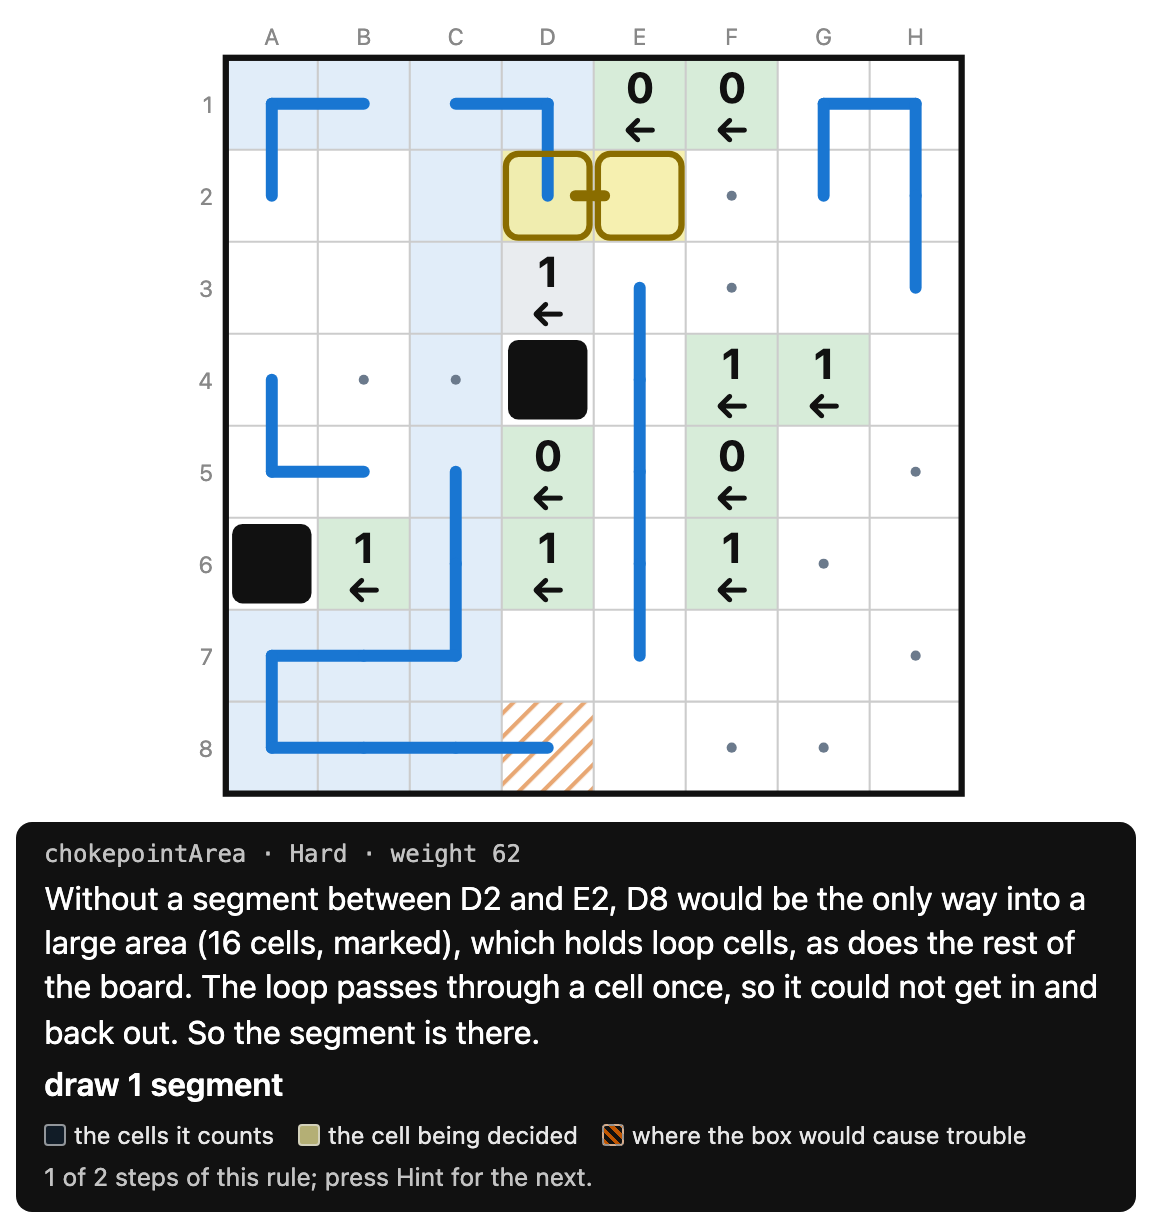 A B C D E F G H
1 0 0
← ←
2
3 1
←
4 1 1
← ←
5 0 0
← ←
6 1 1 1
← ← ←
7
8
chokepointArea · Hard · weight 62
Without a segment between D2 and E2, D8 would be the only way into a
large area (16 cells, marked), which holds loop cells, as does the rest of
the board. The loop passes through a cell once, so it could not get in and
back out. So the segment is there.
draw 1 segment
the cells it counts the cell being decided where the box would cause trouble
1 of 2 steps of this rule; press Hint for the next.